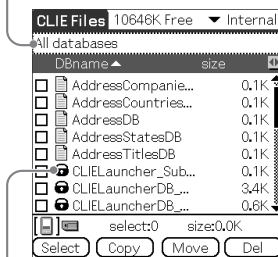 CLIE Files 10646K Free ▼ Internal
All databases
DBname▲ size
AddressCompanie... 0.1K
AddressCountries... 0.1K
AddressDB 0.1K
AddressStatesDB 0.1K
AddressTitlesDB 0.1K
CLIELauncher_Sub... 0.1K
CLIELauncherDB_... 3.4K
CLIELauncherDB_... 0.6K
select:0 size:0.0K
Select Copy Move Del